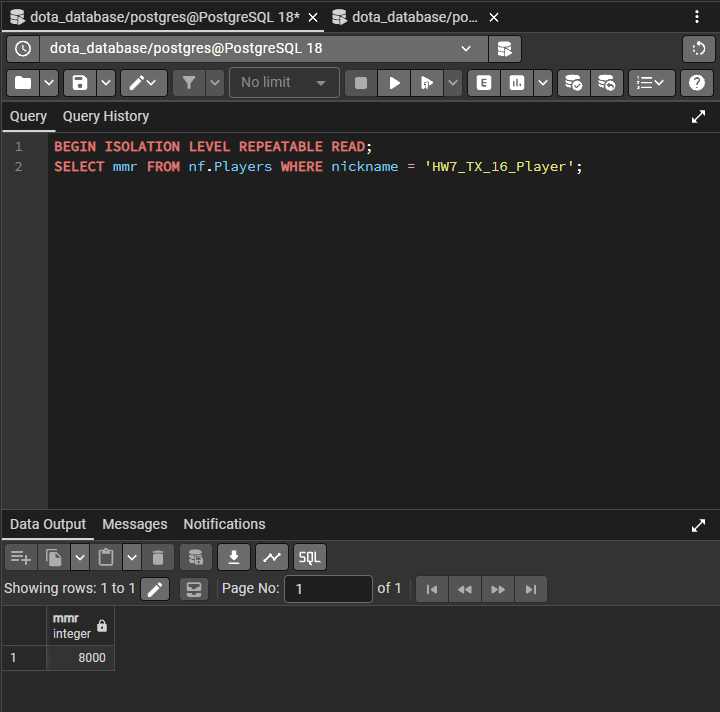 dota_database/postgres@PostgreSQL 18* dota_database/po...
dota_database/postgres@PostgreSQL 18
No limit
E
Query Query History
1 BEGIN ISOLATION LEVEL REPEATABLE READ;
2 SELECT mmr FROM nf.Players WHERE nickname = 'HW7_TX_16_Player';
Data Output Messages Notifications
SQL
Showing rows: 1 to 1 Page No: 1 of 1
mmr
integer
1 8000